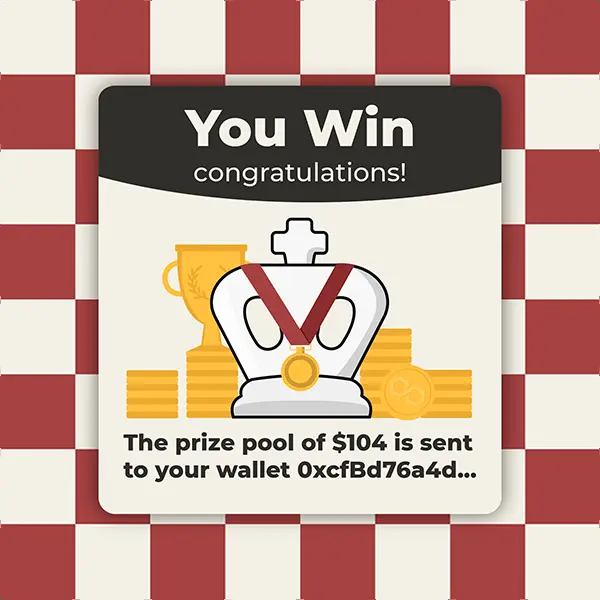 You Win
congratulations!
The prize pool of $104 is sent
to your wallet 0xcfBd76a4d...